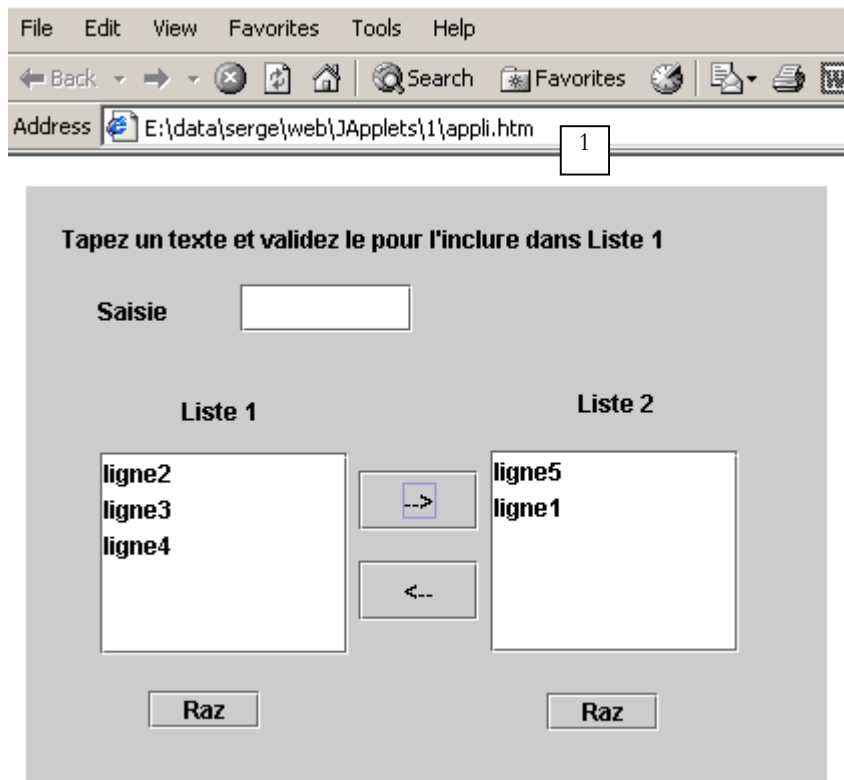 File Edit View Favorites Tools Help
Back Search Favorites
Address E:\data\serge\web\JApplets\1\appli.htm
1
Tapez un texte et validez le pour l'inclure dans Liste 1
Saisie
Liste 1
Liste 2
ligne2
ligne3
ligne4
-->
<--
ligne5
ligne1
Raz
Raz